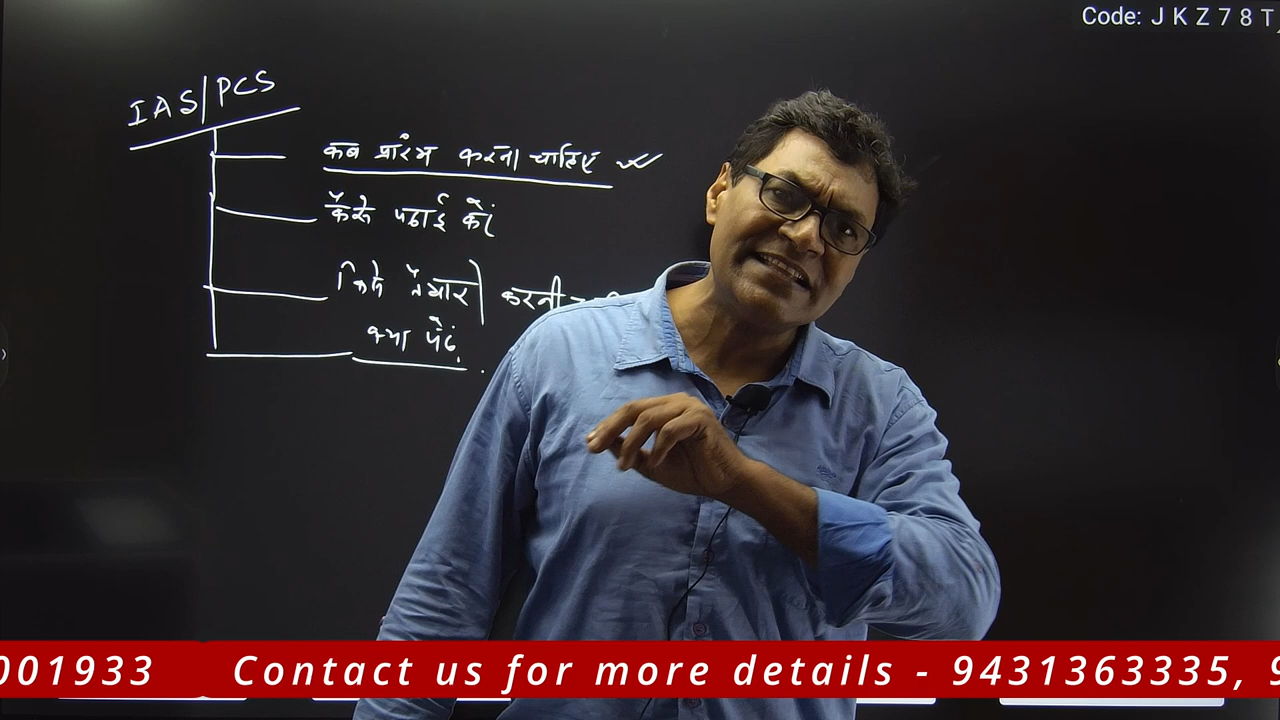 Code: J K Z 7 8 T
IAS/PCS
कब प्रारंभ करना चाहिए
कैसे पढाई करें
तैयारी करनी
क्या पढें
001933 Contact us for more details - 9431363335, 9